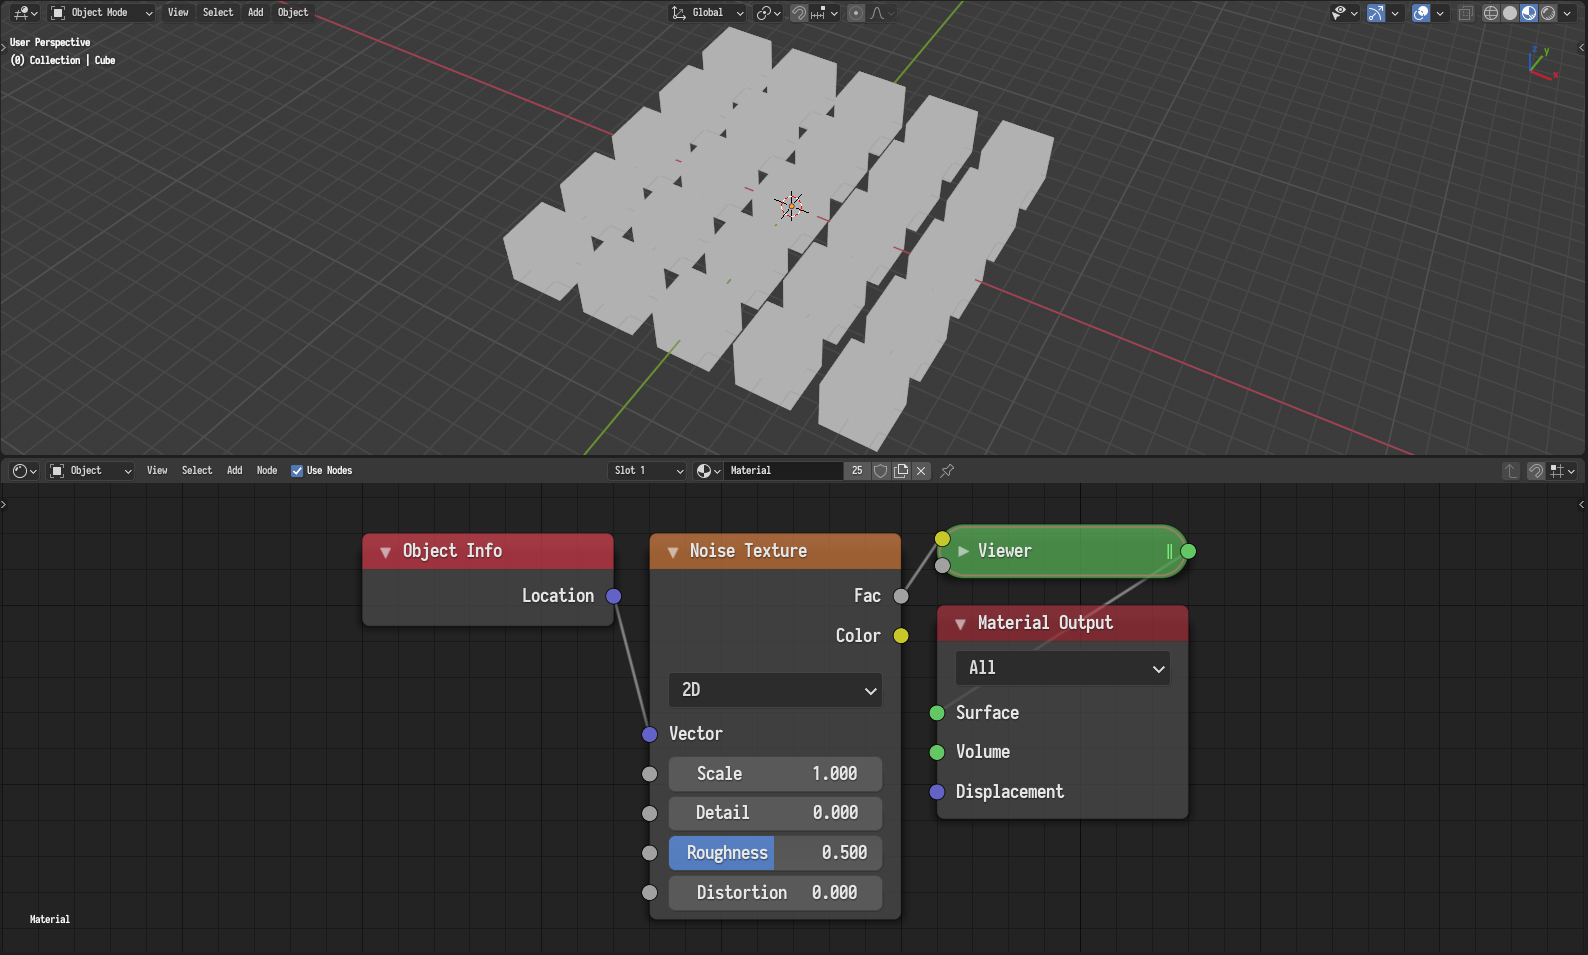 Object Mode View Select Add Object Global
User Perspective
(0) Collection | Cube
z
y
x
Object View Select Add Node Use Nodes Slot 1 Material 25
Object Info
Location
Noise Texture
Fac
Color
2D
Vector
Scale 1.000
Detail 0.000
Roughness 0.500
Distortion 0.000
Viewer
Material Output
All
Surface
Volume
Displacement
Material